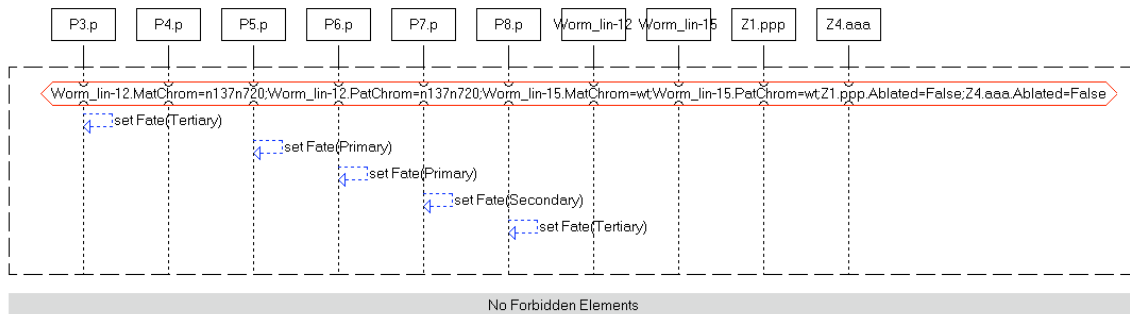 P3.p P4.p P5.p P6.p P7.p P8.p Worm_lin-12 Worm_lin-15 Z1.ppp Z4.aaa
Worm_lin-12.MatChrom=n137n720;Worm_lin-12.PatChrom=n137n720;Worm_lin-15.MatChrom=wt;Worm_lin-15.PatChrom=wt;Z1.ppp.Ablated=False;Z4.aaa.Ablated=False
set Fate(Tertiary)
set Fate(Primary)
set Fate(Primary)
set Fate(Secondary)
set Fate(Tertiary)
No Forbidden Elements